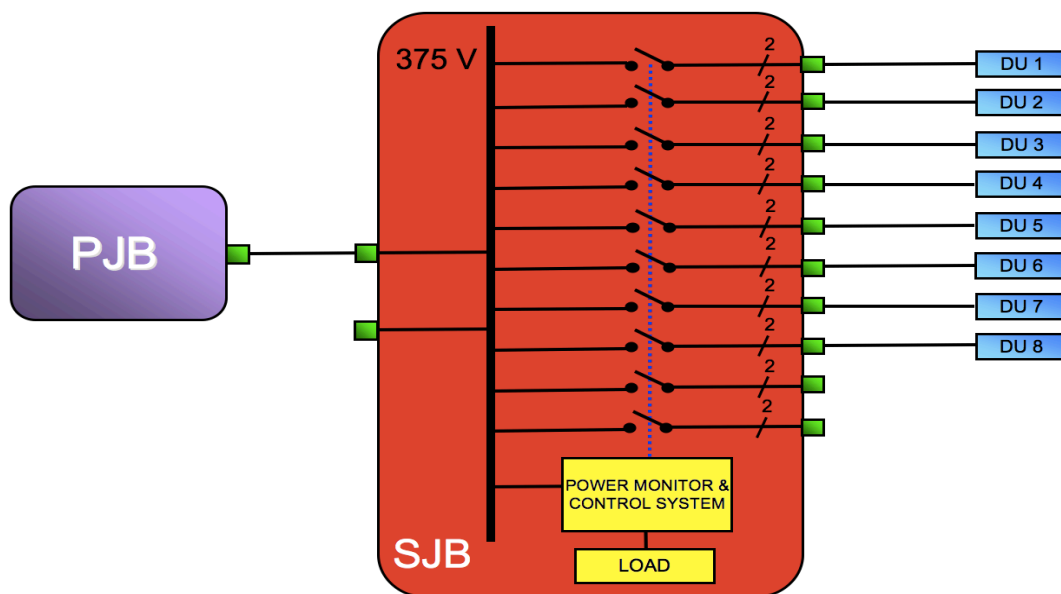 375 V
2
DU 1
2
DU 2
2
DU 3
2
DU 4
2
DU 5
2
DU 6
2
DU 7
2
DU 8
2
2
PJB
POWER MONITOR &
CONTROL SYSTEM
SJB
LOAD